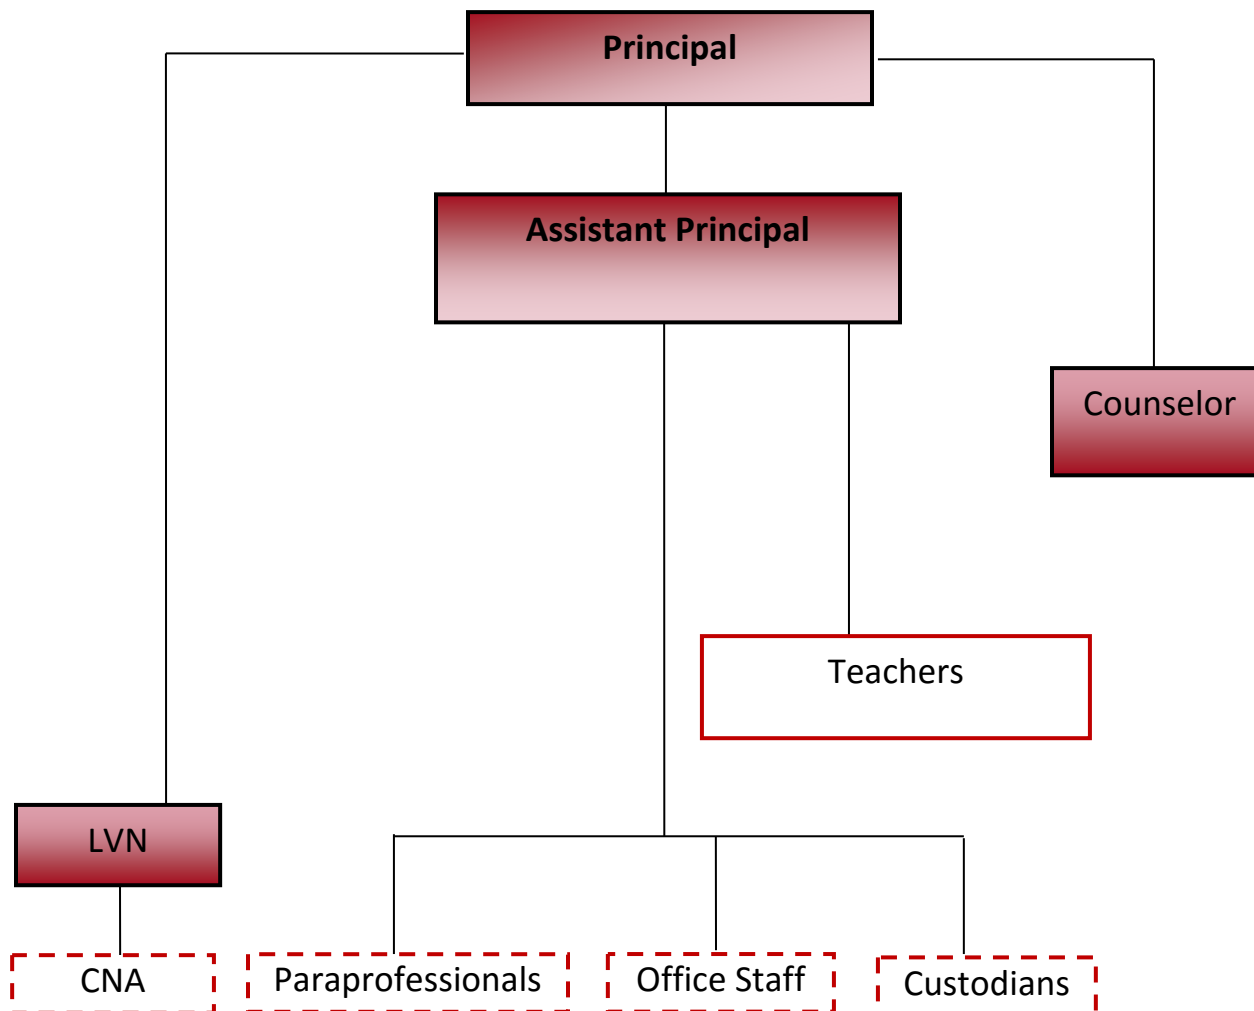 Principal
Assistant Principal
Counselor
Teachers
LVN
CNA
Paraprofessionals
Office Staff
Custodians